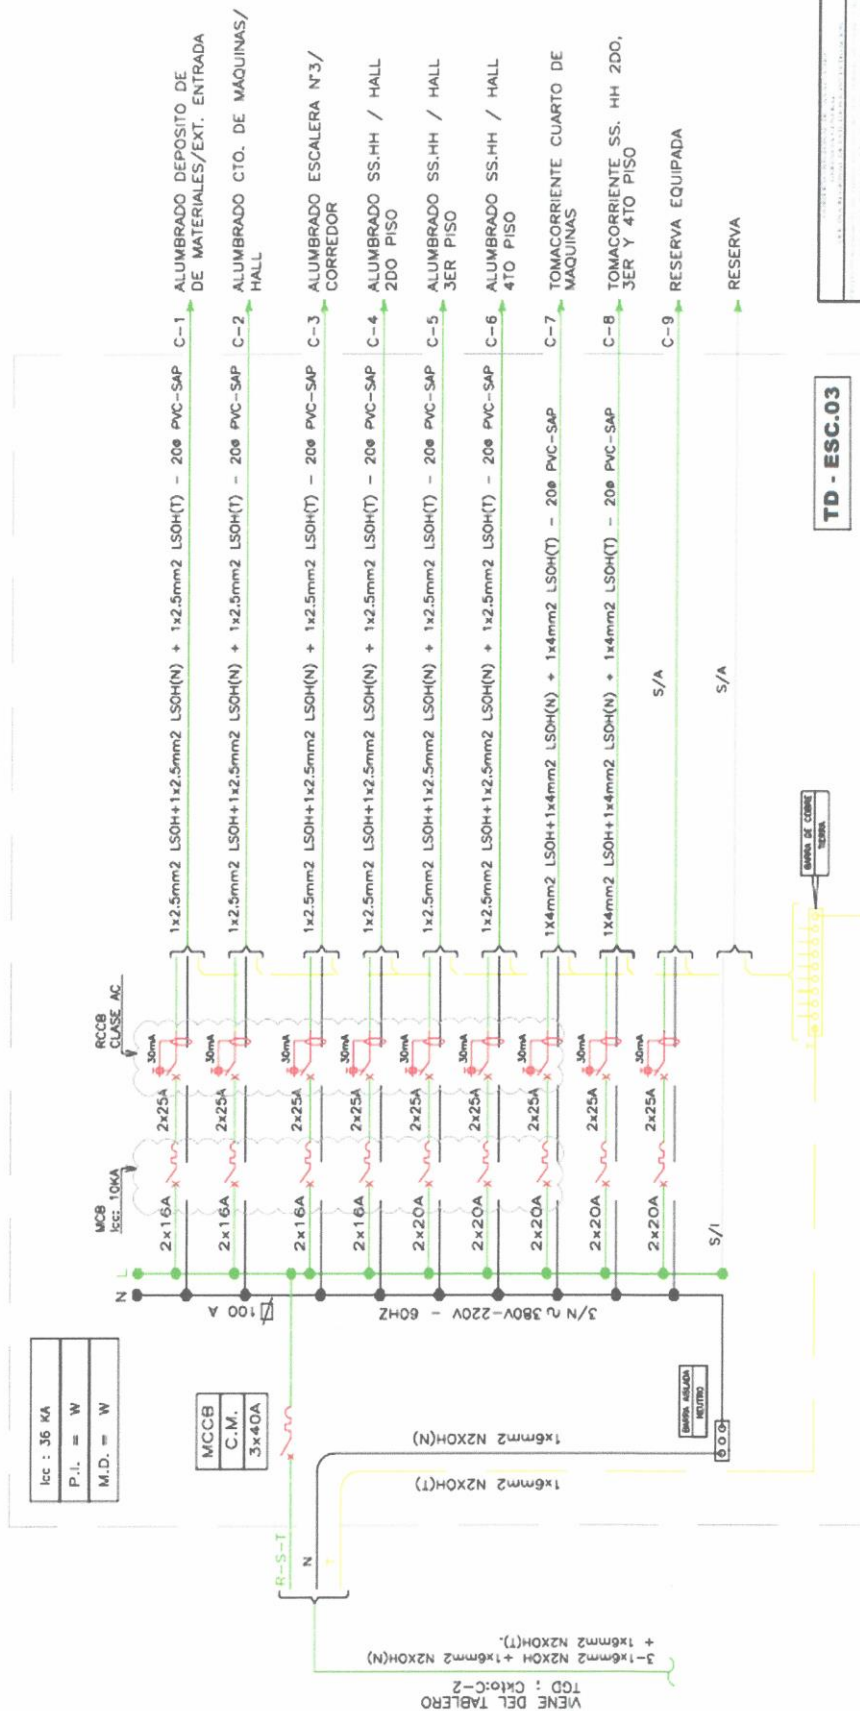 Icc : 36 KA
P.I. = W
M.D. = W
MCCB
C.M.
3x40A
VIENE DEL TABLERO
TGD ; Ckto:C-2
3-1x6mm2 N2XOH + 1x6mm2 N2XOH(N)
+ 1x6mm2 N2XOH(T).
R-S-T
N
T
1x6mm2 N2XOH(N)
1x6mm2 N2XOH(T)
BARRA AISLADA
NEUTRO
N
L
100 A
3/N ∿ 380V-220V - 60HZ
MCB
Icc: 10KA
RCCB
CLASE AC
2x16A
2x25A
30mA
1x2.5mm2 LSOH+1x2.5mm2 LSOH(N) + 1x2.5mm2 LSOH(T) - 20ø PVC-SAP
C-1
ALUMBRADO DEPOSITO DE
DE MATERIALES/EXT. ENTRADA
2x16A
2x25A
30mA
1x2.5mm2 LSOH+1x2.5mm2 LSOH(N) + 1x2.5mm2 LSOH(T) - 20ø PVC-SAP
C-2
ALUMBRADO CTO. DE MÁQUINAS/
HALL
2x16A
2x25A
30mA
1x2.5mm2 LSOH+1x2.5mm2 LSOH(N) + 1x2.5mm2 LSOH(T) - 20ø PVC-SAP
C-3
ALUMBRADO ESCALERA N°3/
CORREDOR
2x16A
2x25A
30mA
1x2.5mm2 LSOH+1x2.5mm2 LSOH(N) + 1x2.5mm2 LSOH(T) - 20ø PVC-SAP
C-4
ALUMBRADO SS.HH / HALL
2DO PISO
2x20A
2x25A
30mA
1x2.5mm2 LSOH+1x2.5mm2 LSOH(N) + 1x2.5mm2 LSOH(T) - 20ø PVC-SAP
C-5
ALUMBRADO SS.HH / HALL
3ER PISO
2x20A
2x25A
30mA
1x2.5mm2 LSOH+1x2.5mm2 LSOH(N) + 1x2.5mm2 LSOH(T) - 20ø PVC-SAP
C-6
ALUMBRADO SS.HH / HALL
4TO PISO
2x20A
2x25A
30mA
1X4mm2 LSOH+1x4mm2 LSOH(N) + 1x4mm2 LSOH(T) - 20ø PVC-SAP
C-7
TOMACORRIENTE CUARTO DE
MAQUINAS
2x20A
2x25A
30mA
1X4mm2 LSOH+1x4mm2 LSOH(N) + 1x4mm2 LSOH(T) - 20ø PVC-SAP
C-8
TOMACORRIENTE SS. HH 2DO,
3ER Y 4TO PISO
2x20A
2x25A
30mA
S/A
C-9
RESERVA EQUIPADA
S/I
S/A
RESERVA
BARRA DE COBRE
TIERRA
TD - ESC.03